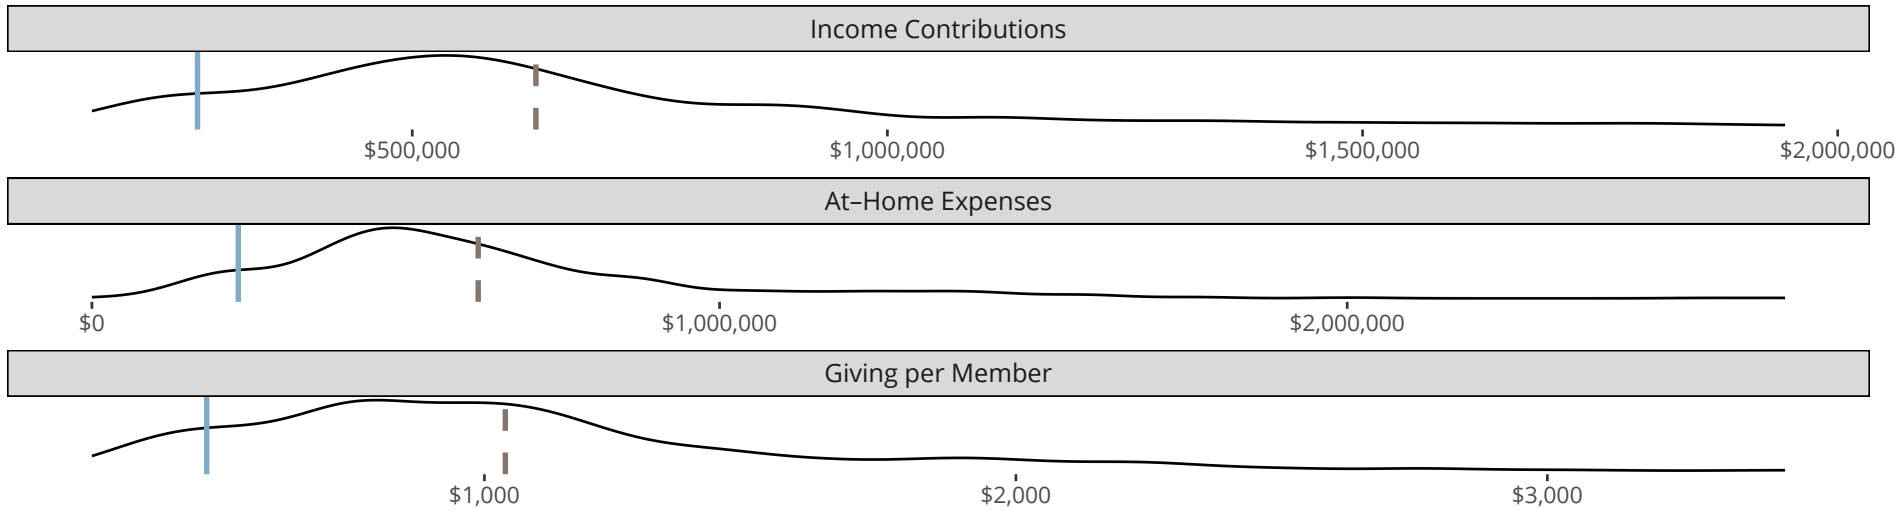 Income Contributions
$500,000 $1,000,000 $1,500,000 $2,000,000
At–Home Expenses
$0 $1,000,000 $2,000,000
Giving per Member
$1,000 $2,000 $3,000